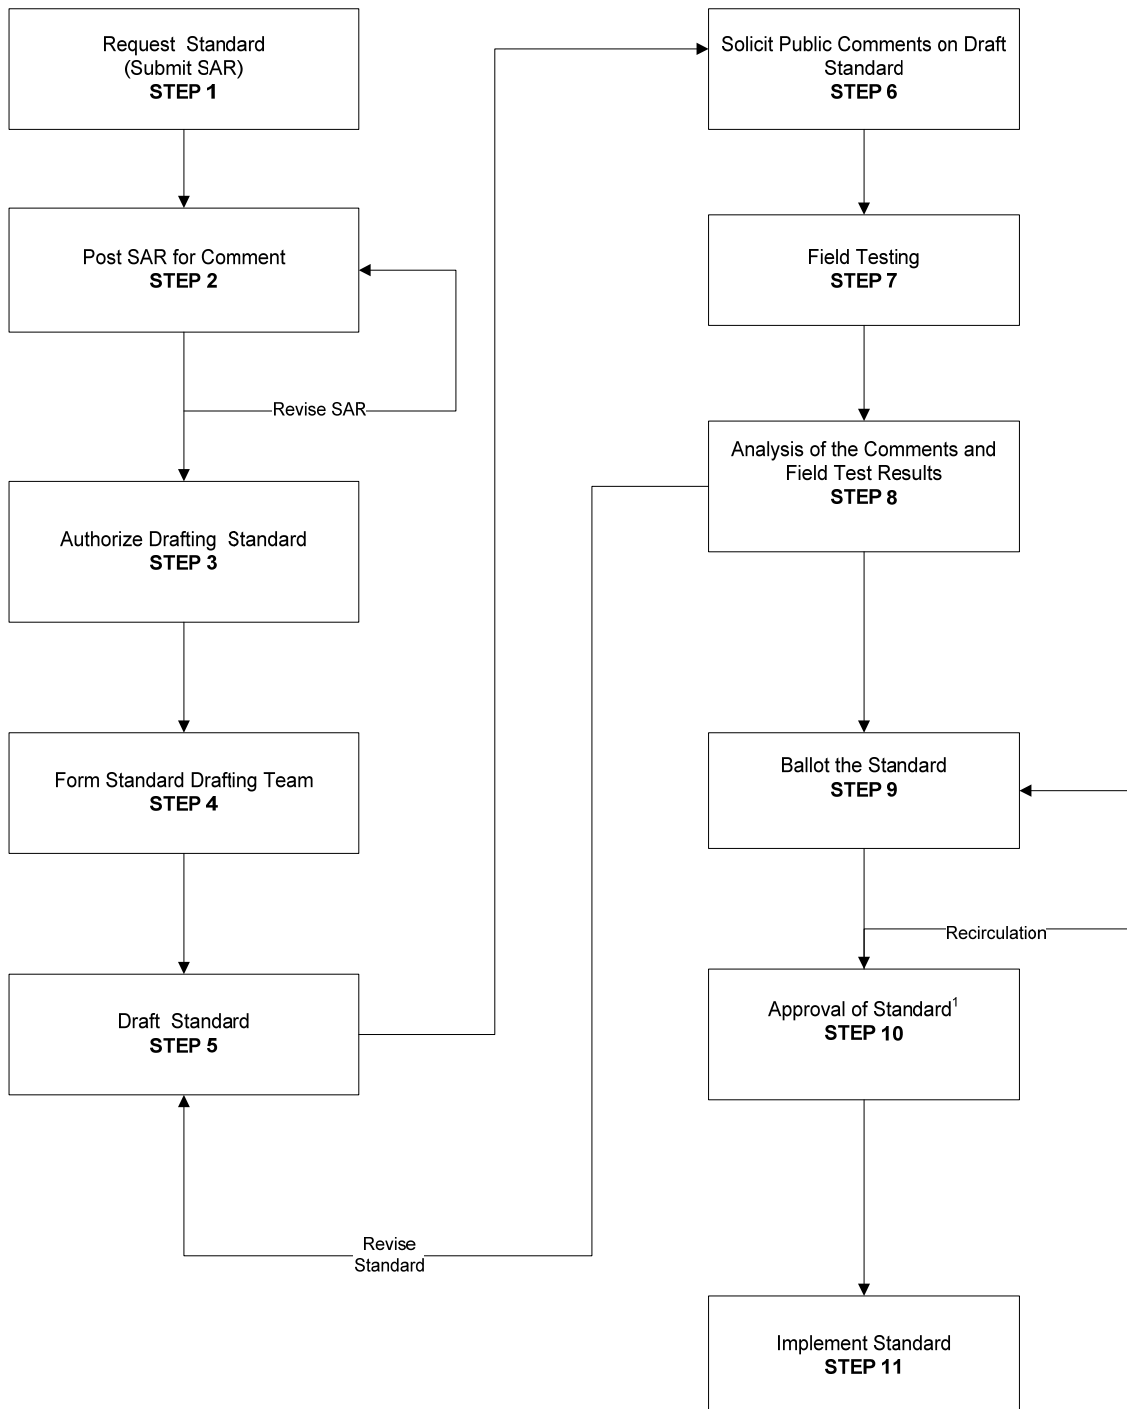 Request Standard
(Submit SAR)
STEP 1
Post SAR for Comment
STEP 2
Revise SAR
Authorize Drafting Standard
STEP 3
Form Standard Drafting Team
STEP 4
Draft Standard
STEP 5
Revise
Standard
Solicit Public Comments on Draft
Standard
STEP 6
Field Testing
STEP 7
Analysis of the Comments and
Field Test Results
STEP 8
Ballot the Standard
STEP 9
Recirculation
Approval of Standard¹
STEP 10
Implement Standard
STEP 11